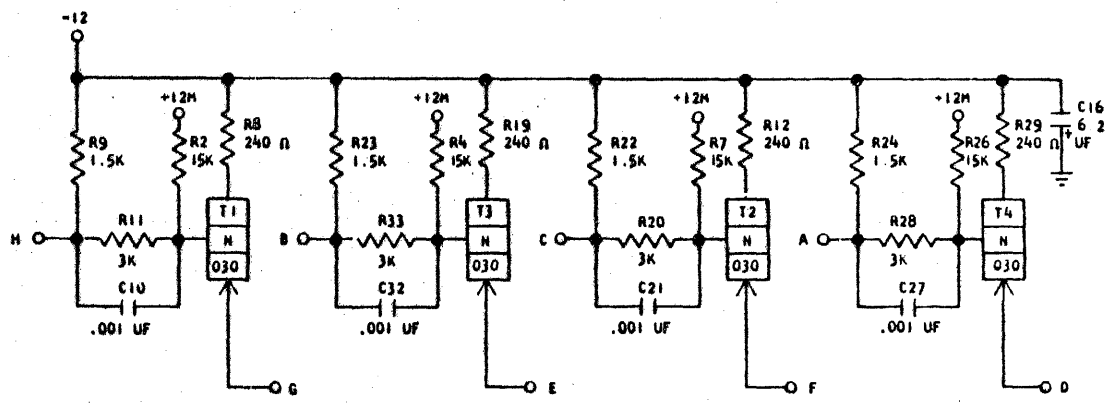 -12
+12M
+12M
+12M
+12M
R9
1.5K
R2
15K
R8
240 Ω
R23
1.5K
R4
15K
R19
240 Ω
R22
1.5K
R7
15K
R12
240 Ω
R24
1.5K
R26
15K
R29
240 Ω
C16
6 2
UF
H
R11
3K
T1
N
030
C10
.001 UF
G
B
R33
3K
T3
N
030
C32
.001 UF
E
C
R20
3K
T2
N
030
C21
.001 UF
F
A
R28
3K
T4
N
030
C27
.001 UF
D